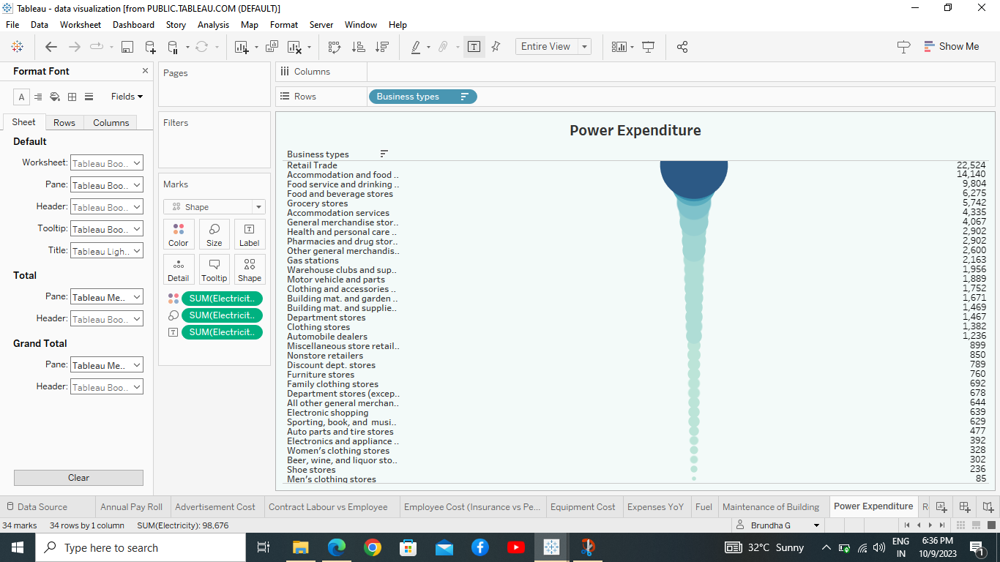 Tableau - data visualization [from PUBLIC.TABLEAU.COM (DEFAULT)]
File Data Worksheet Dashboard Story Analysis Map Format Server Window Help
Entire View
Show Me
Format Font
Fields
Sheet Rows Columns
Default
Worksheet: Tableau Boo..
Pane: Tableau Boo..
Header: Tableau Boo..
Tooltip: Tableau Boo..
Title: Tableau Ligh..
Total
Pane: Tableau Me..
Header: Tableau Boo..
Grand Total
Pane: Tableau Me..
Header: Tableau Boo..
Clear
Pages
Filters
Marks
Shape
Color Size Label
Detail Tooltip Shape
SUM(Electricit..
SUM(Electricit..
SUM(Electricit..
Columns
Rows Business types
Power Expenditure
Business types
Retail Trade 22,524
Accommodation and food .. 14,140
Food service and drinking .. 9,804
Food and beverage stores 6,275
Grocery stores 5,742
Accommodation services 4,335
General merchandise stor.. 4,067
Health and personal care .. 2,902
Pharmacies and drug stor.. 2,902
Other general merchandis.. 2,600
Gas stations 2,163
Warehouse clubs and sup.. 1,956
Motor vehicle and parts 1,889
Clothing and accessories .. 1,752
Building mat. and garden .. 1,671
Building mat. and supplie.. 1,469
Department stores 1,467
Clothing stores 1,382
Automobile dealers 1,236
Miscellaneous store retail.. 899
Nonstore retailers 850
Discount dept. stores 789
Furniture stores 760
Family clothing stores 692
Department stores (excep.. 678
All other general merchan.. 644
Electronic shopping 639
Sporting, book, and musi.. 629
Auto parts and tire stores 477
Electronics and appliance .. 392
Women's clothing stores 328
Beer, wine, and liquor sto.. 302
Shoe stores 236
Men's clothing stores 85
Data Source Annual Pay Roll Advertisement Cost Contract Labour vs Employee Employee Cost (Insurance vs Pe... Equipment Cost Expenses YoY Fuel Maintenance of Building Power Expenditure R
34 marks 34 rows by 1 column SUM(Electricity): 98,676 Brundha G
Type here to search
32°C Sunny
ENG
IN
6:36 PM
10/9/2023
1